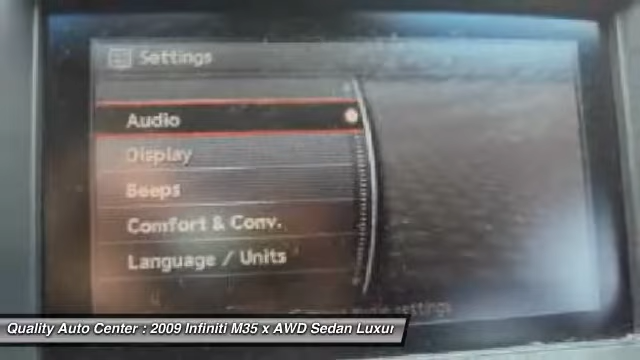 Settings
Audio
Display
Beeps
Comfort & Conv.
Language / Units
settings
Quality Auto Center : 2009 Infiniti M35 x AWD Sedan Luxur